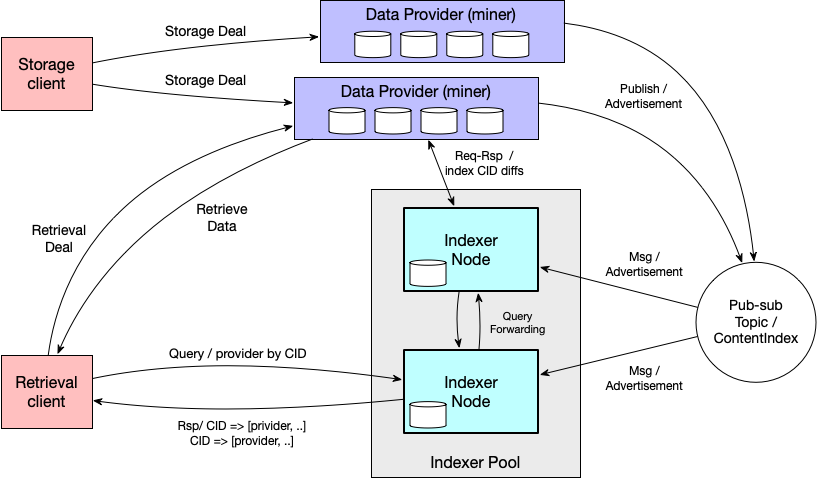 Data Provider (miner)
Storage Deal
Storage
client
Storage Deal
Data Provider (miner)
Publish /
Advertisement
Req-Rsp /
index CID diffs
Retrieval
Deal
Retrieve
Data
Indexer
Node
Msg /
Advertisement
Pub-sub
Topic /
ContentIndex
Query
Forwarding
Query / provider by CID
Retrieval
client
Indexer
Node
Msg /
Advertisement
Rsp/ CID => [privider, ..]
CID => [provider, ..]
Indexer Pool